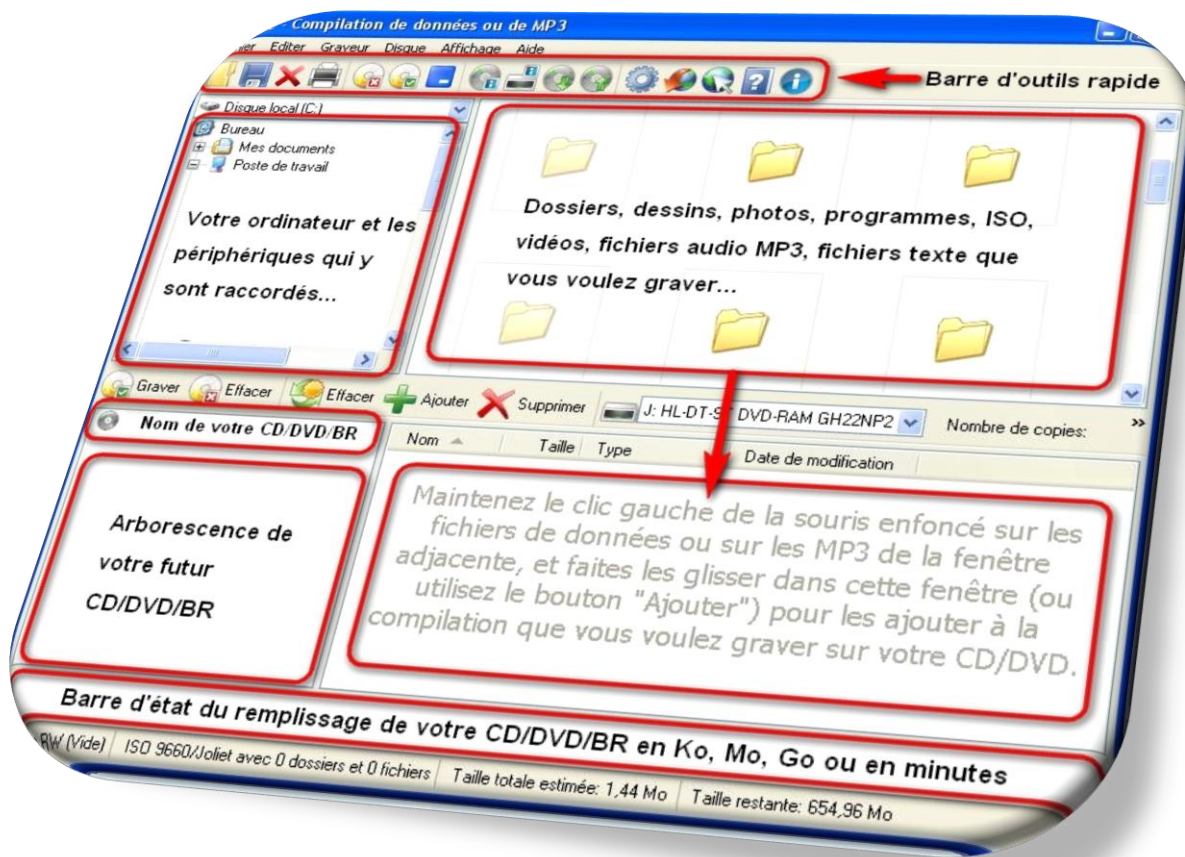 - Compilation de données ou de MP3
Editer Graveur Disque Affichage Aide
Barre d'outils rapide
Disque local (C:)
Bureau
Mes documents
Poste de travail
Votre ordinateur et les
périphériques qui y
sont raccordés...
Dossiers, dessins, photos, programmes, ISO,
vidéos, fichiers audio MP3, fichiers texte que
vous voulez graver...
Graver Effacer Effacer Ajouter Supprimer J: HL-DT-ST DVD-RAM GH22NP2 Nombre de copies:
Nom de votre CD/DVD/BR
Nom Taille Type Date de modification
Arborescence de
votre futur
CD/DVD/BR
Maintenez le clic gauche de la souris enfoncé sur les
fichiers de données ou sur les MP3 de la fenêtre
adjacente, et faites les glisser dans cette fenêtre (ou
utilisez le bouton "Ajouter") pour les ajouter à la
compilation que vous voulez graver sur votre CD/DVD.
Barre d'état du remplissage de votre CD/DVD/BR en Ko, Mo, Go ou en minutes
RW (Vide) ISO 9660/Joliet avec 0 dossiers et 0 fichiers Taille totale estimée: 1,44 Mo Taille restante: 654,96 Mo